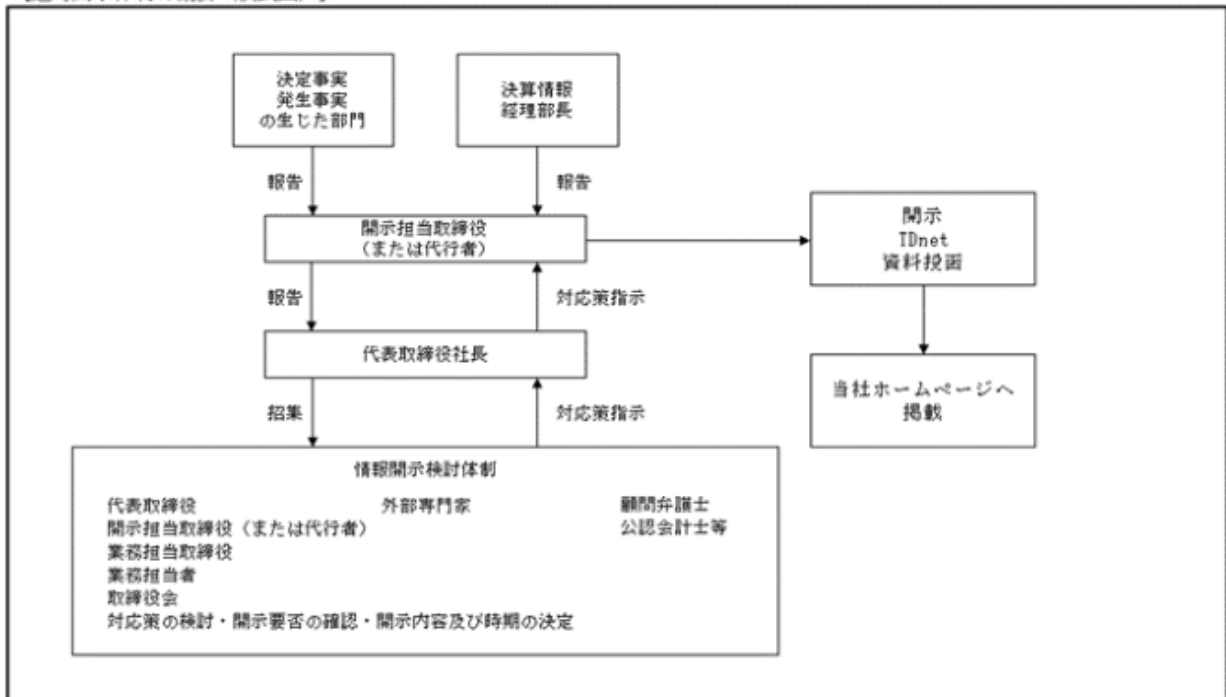 決定事実
発生事実
の生じた部門
決算情報
経理部長
報告
報告
開示担当取締役
（または代行者）
開示
TDnet
資料投函
報告
対応策指示
代表取締役社長
当社ホームページへ
掲載
招集
対応策指示
情報開示検討体制
代表取締役
外部専門家
顧問弁護士
開示担当取締役（または代行者）
公認会計士等
業務担当取締役
業務担当者
取締役会
対応策の検討・開示要否の確認・開示内容及び時期の決定